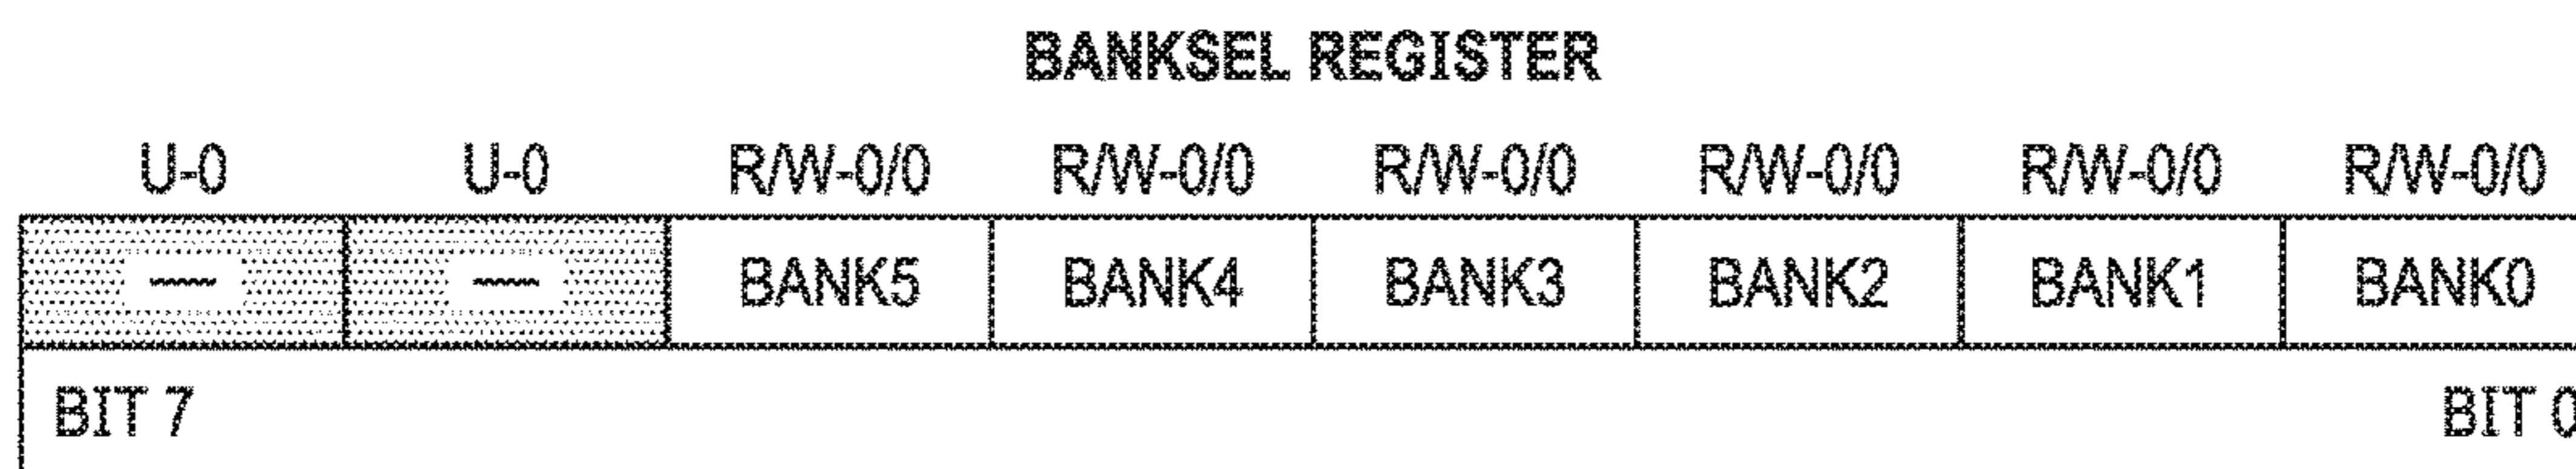 BANKSEL REGISTER
U-0 U-0 R/W-0/0 R/W-0/0 R/W-0/0 R/W-0/0 R/W-0/0 R/W-0/0
— — BANK5 BANK4 BANK3 BANK2 BANK1 BANK0
BIT 7 BIT 0